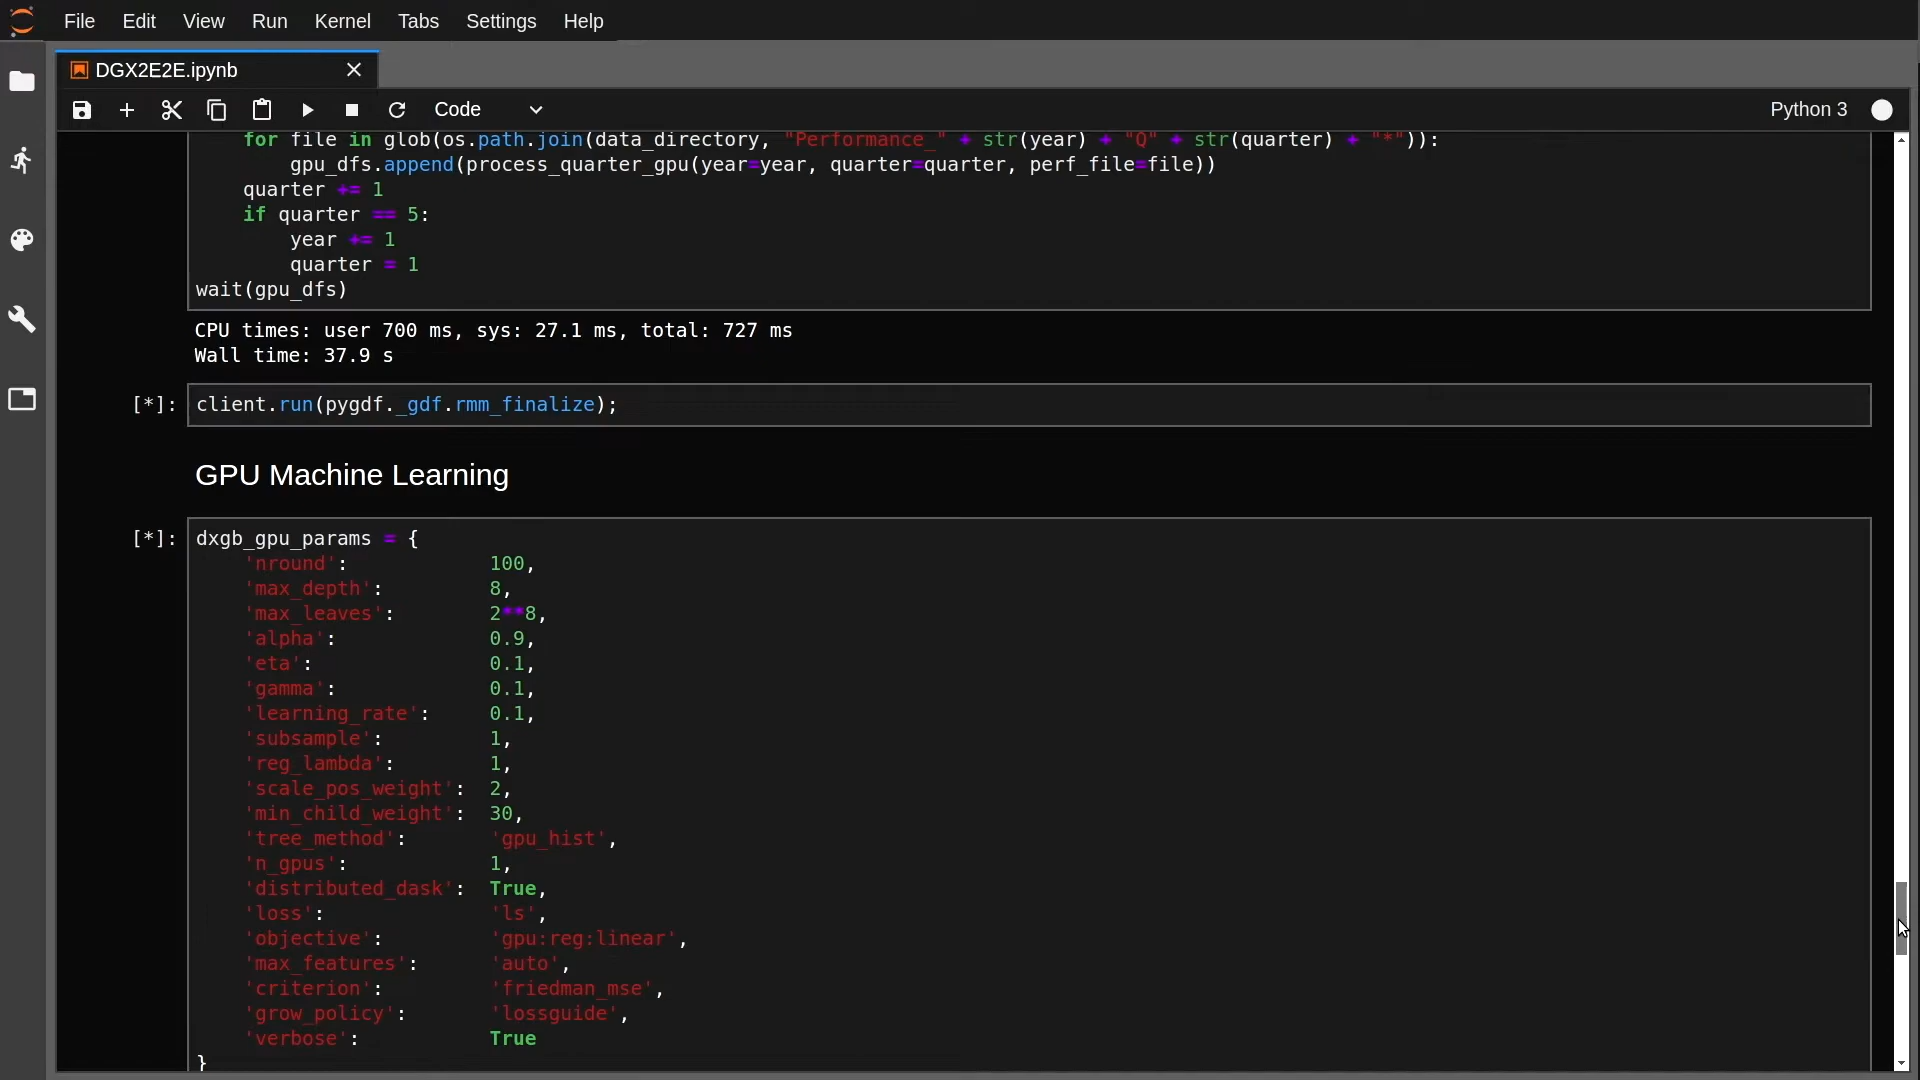 File Edit View Run Kernel Tabs Settings Help
DGX2E2E.ipynb
Code Python 3
for file in glob(os.path.join(data_directory, "Performance_" + str(year) + "Q" + str(quarter) + "*")):
gpu_dfs.append(process_quarter_gpu(year=year, quarter=quarter, perf_file=file))
quarter += 1
if quarter == 5:
year += 1
quarter = 1
wait(gpu_dfs)
CPU times: user 700 ms, sys: 27.1 ms, total: 727 ms
Wall time: 37.9 s
[*]: client.run(pygdf._gdf.rmm_finalize);
GPU Machine Learning
[*]: dxgb_gpu_params = {
'nround': 100,
'max_depth': 8,
'max_leaves': 2**8,
'alpha': 0.9,
'eta': 0.1,
'gamma': 0.1,
'learning_rate': 0.1,
'subsample': 1,
'reg_lambda': 1,
'scale_pos_weight': 2,
'min_child_weight': 30,
'tree_method': 'gpu_hist',
'n_gpus': 1,
'distributed_dask': True,
'loss': 'ls',
'objective': 'gpu:reg:linear',
'max_features': 'auto',
'criterion': 'friedman_mse',
'grow_policy': 'lossguide',
'verbose': True
}